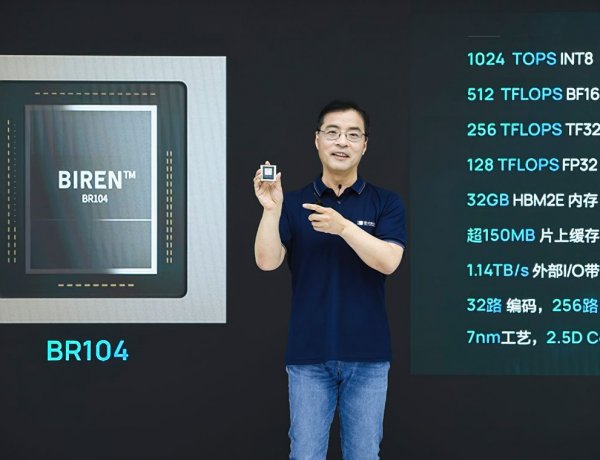 BIREN™
BR104
BR104
1024 TOPS INT8
512 TFLOPS BF16
256 TFLOPS TF32
128 TFLOPS FP32
32GB HBM2E 内存
超150MB 片上缓存
1.14TB/s 外部I/O带
32路 编码，256路
7nm工艺，2.5D C